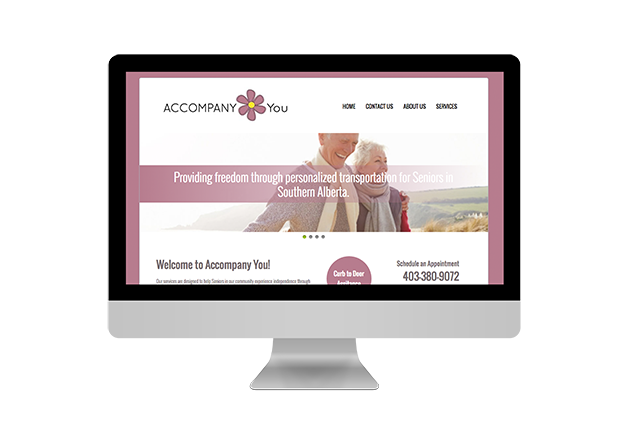 ACCOMPANY You
HOME CONTACT US ABOUT US SERVICES
Providing freedom through personalized transportation for Seniors in
Southern Alberta.
Welcome to Accompany You!
Our services are designed to help Seniors in our community experience independence through
Curb to Door
Schedule an Appointment
403-380-9072